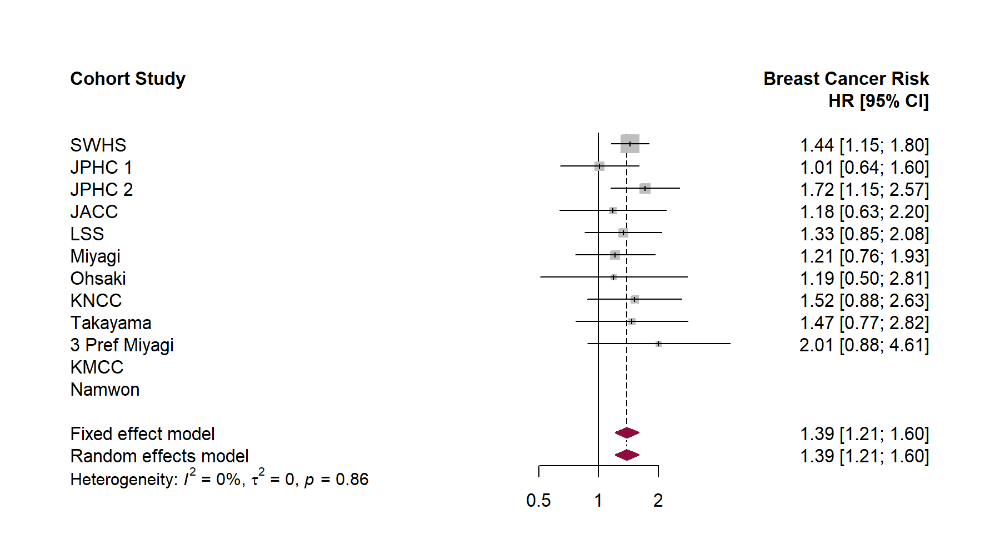 Cohort Study
Breast Cancer Risk
HR [95% CI]
SWHS 1.44 [1.15; 1.80]
JPHC 1 1.01 [0.64; 1.60]
JPHC 2 1.72 [1.15; 2.57]
JACC 1.18 [0.63; 2.20]
LSS 1.33 [0.85; 2.08]
Miyagi 1.21 [0.76; 1.93]
Ohsaki 1.19 [0.50; 2.81]
KNCC 1.52 [0.88; 2.63]
Takayama 1.47 [0.77; 2.82]
3 Pref Miyagi 2.01 [0.88; 4.61]
KMCC
Namwon
Fixed effect model 1.39 [1.21; 1.60]
Random effects model 1.39 [1.21; 1.60]
Heterogeneity: I² = 0%, τ² = 0, p = 0.86
0.5 1 2